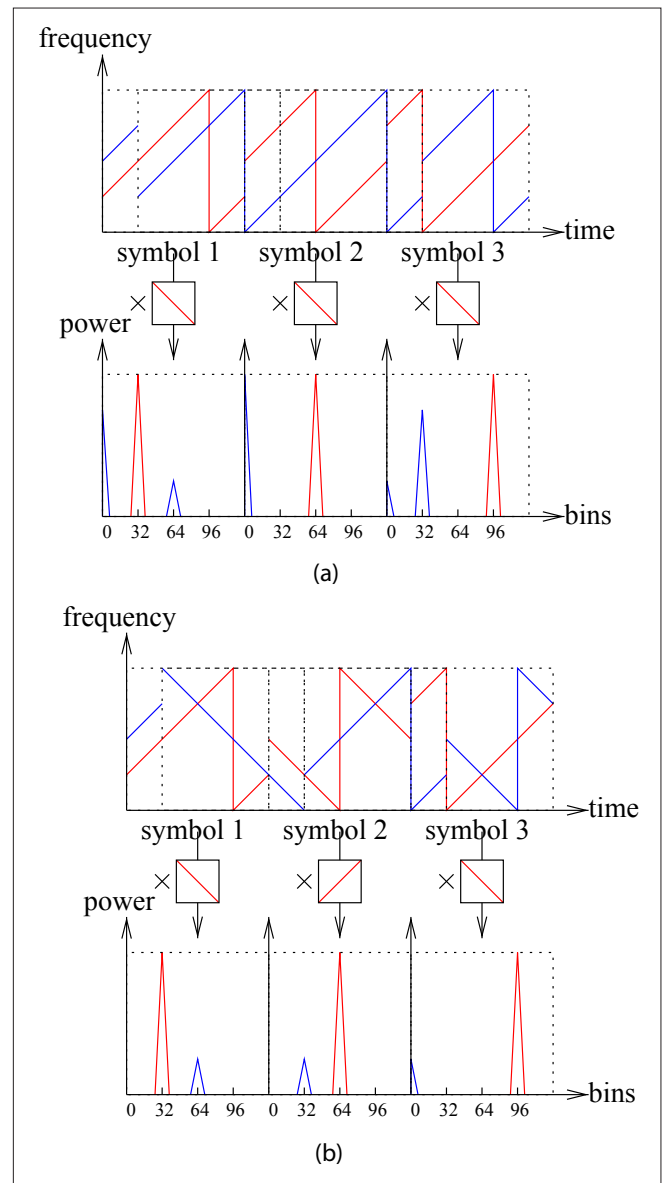 frequency
time
symbol 1 symbol 2 symbol 3
× × ×
power
0 32 64 96 0 32 64 96 0 32 64 96
bins
(a)
frequency
time
symbol 1 symbol 2 symbol 3
× × ×
power
0 32 64 96 0 32 64 96 0 32 64 96
bins
(b)